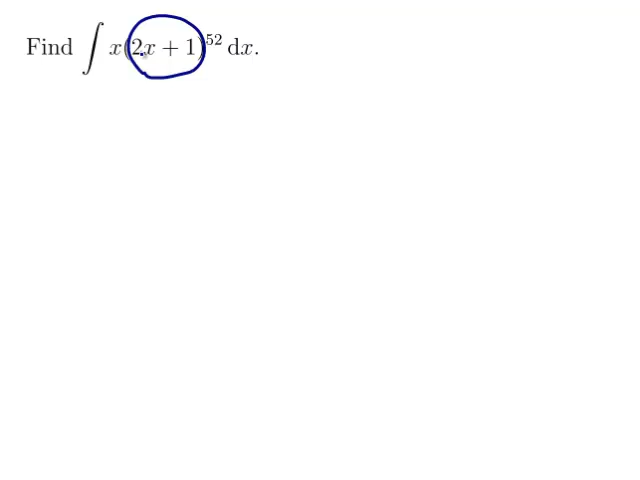 Find ∫ x(2x + 1)^52 dx.